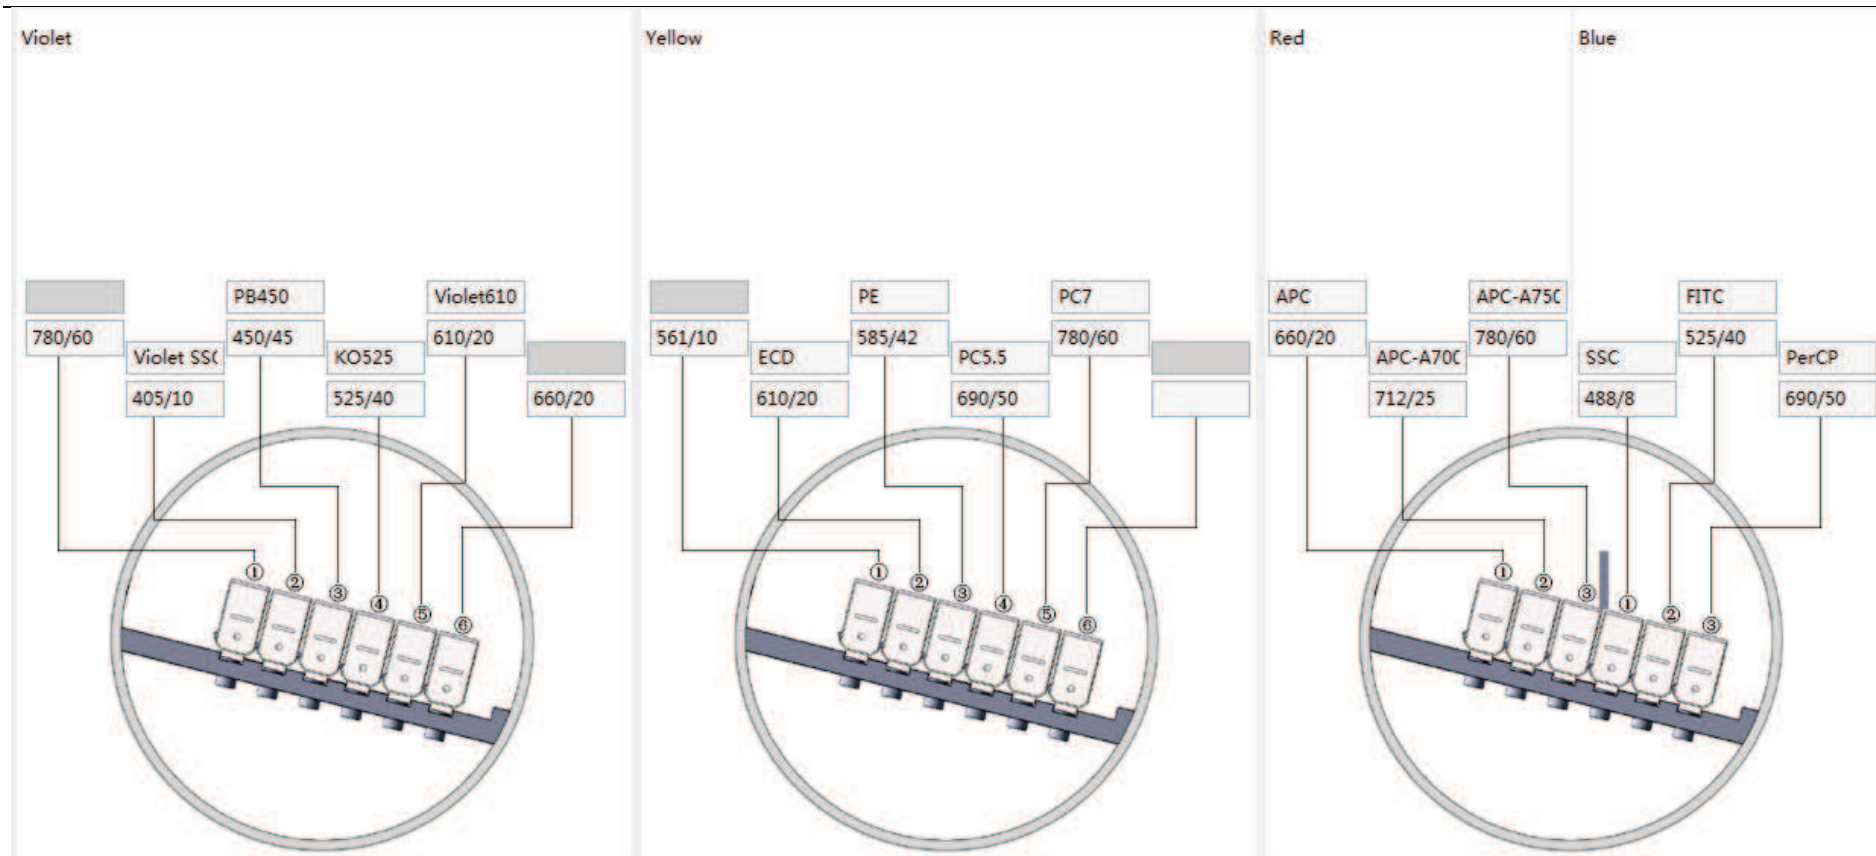 Violet
Yellow
Red
Blue
PB450
Violet610
PE
PC7
APC
APC-A75
FITC
780/60
450/45
610/20
561/10
585/42
780/60
660/20
780/60
525/40
Violet SS
KO525
ECD
PC5.5
APC-A70
SSC
PerCP
405/10
525/40
660/20
610/20
690/50
712/25
488/8
690/50
① ② ③ ④ ⑤ ⑥
① ② ③ ④ ⑤ ⑥
① ② ③ ① ② ③